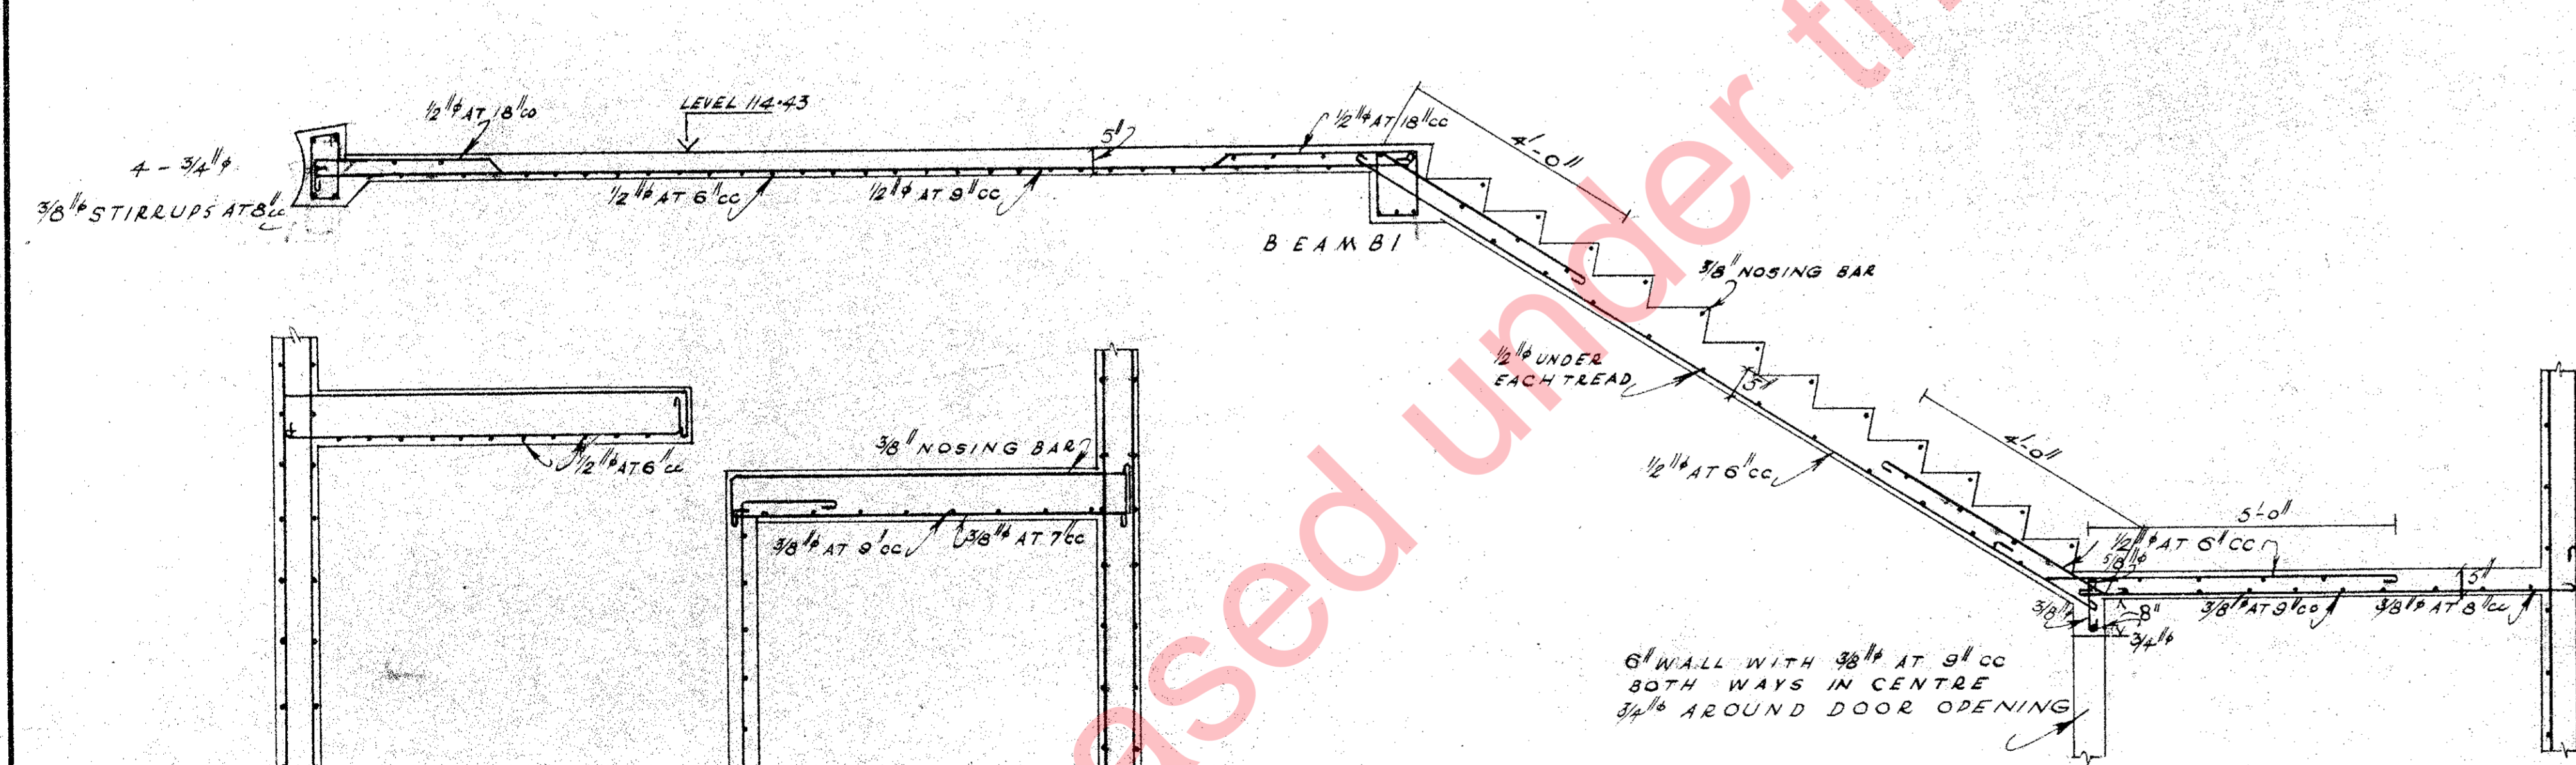 1/2"φ AT 18"CC
LEVEL 114·43
5"
1/2"φ AT 18"CC
4'-0"
4 - 3/4"φ
3/8"φ STIRRUPS AT 8"CC
1/2"φ AT 6"CC
1/2"φ AT 9"CC
BEAM B1
3/8" NOSING BAR
1/2"φ UNDER
EACH TREAD
5"
1/2"φ AT 6"CC
3/8" NOSING BAR
1/2"φ AT 6"CC
4'-0"
5'-0"
3/8"φ AT 9"CC
3/8"φ AT 7"CC
1/2"φ AT 6"CC
5/8"φ
5"
3/8"φ
8"
3/8"φ AT 9"CC
3/8"φ AT 8"CC
3/4"φ
6" WALL WITH 3/8"φ AT 9" CC
BOTH WAYS IN CENTRE
3/4"φ AROUND DOOR OPENING
ased under th